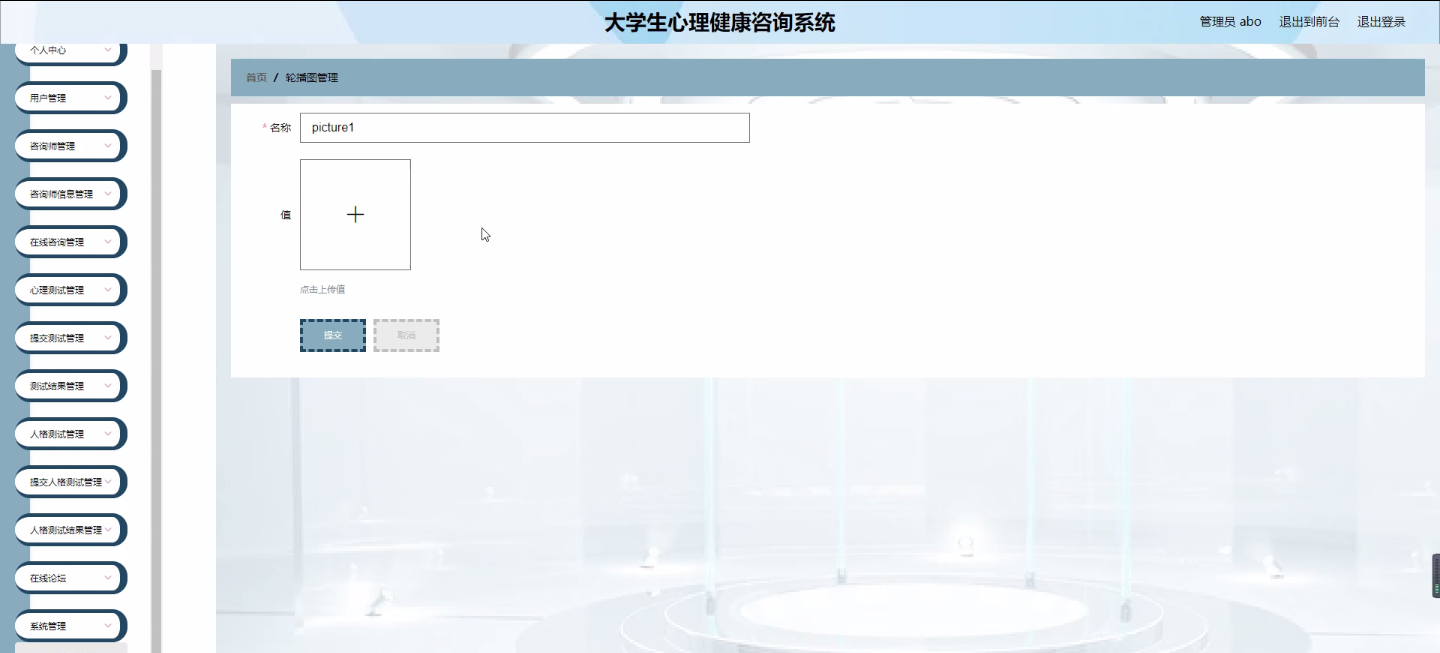 大学生心理健康咨询系统
管理员 abo 退出到前台 退出登录
个人中心
用户管理
咨询师管理
咨询师信息管理
在线咨询管理
心理测试管理
提交测试管理
测试结果管理
人格测试管理
提交人格测试管理
人格测试结果管理
在线论坛
系统管理
首页 / 轮播图管理
* 名称 picture1
值
点击上传值
提交 取消